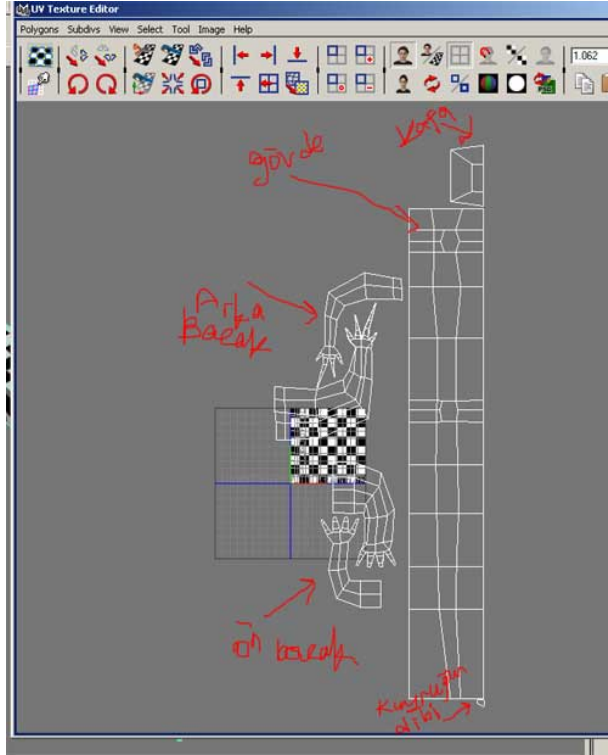 UV Texture Editor
Polygons Subdivs View Select Tool Image Help
1.062
kafa
gövde
Arka
Bacak
ön bacak
Kuyruğun
dibi